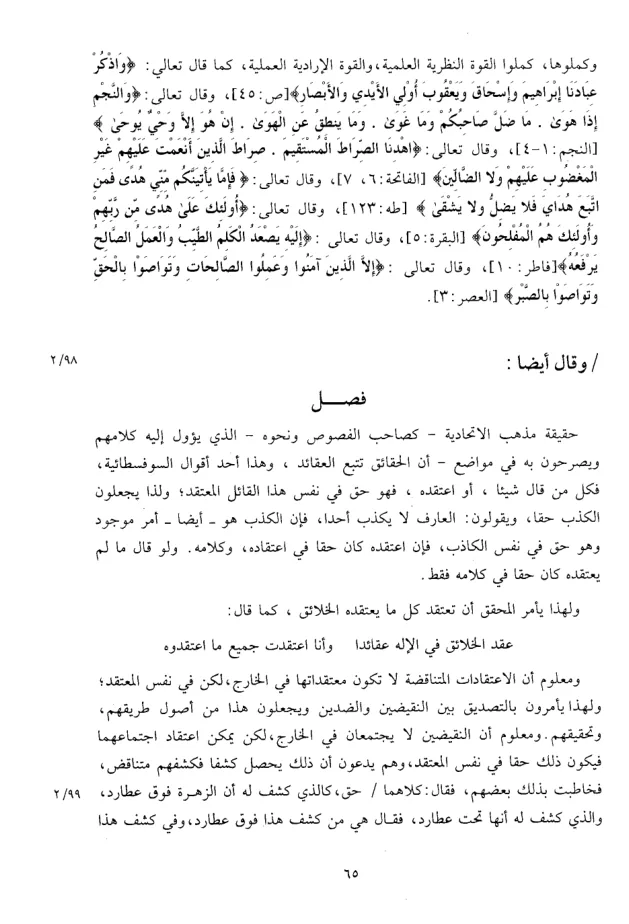 وكملوها، كملوا القوة النظرية العلمية، والقوة الإرادية العملية، كما قال تعالي: ﴿وَاذْكُرْ
عِبَادَنَا إِبْرَاهِيمَ وَإِسْحَاقَ وَيَعْقُوبَ أُولِي الأَيْدِي وَالأَبْصَارِ﴾[ص:٤٥]، وقال تعالى: ﴿وَالنَّجْمِ
إِذَا هَوَىٰ . مَا ضَلَّ صَاحِبُكُمْ وَمَا غَوَىٰ . وَمَا يَنطِقُ عَنِ الْهَوَىٰ . إِنْ هُوَ إِلاَّ وَحْيٌ يُوحَىٰ ﴾
[النجم:١-٤]، وقال تعالى: ﴿اهْدِنَا الصِّرَاطَ الْمُسْتَقِيمَ . صِرَاطَ الَّذِينَ أَنْعَمْتَ عَلَيْهِمْ غَيْرِ
الْمَغْضُوبِ عَلَيْهِمْ وَلا الضَّالِّينَ﴾ [الفاتحة:٦، ٧]، وقال تعالى: ﴿ فَإِمَّا يَأْتِيَنَّكُم مِّنِّي هُدًى فَمَنِ
اتَّبَعَ هُدَايَ فَلا يَضِلُّ وَلا يَشْقَىٰ ﴾ [طه:١٢٣]، وقال تعالى: ﴿أُولَئِكَ عَلَىٰ هُدًى مِّن رَّبِّهِمْ
وَأُولَئِكَ هُمُ الْمُفْلِحُونَ﴾ [البقرة:٥]، وقال تعالى : ﴿إِلَيْهِ يَصْعَدُ الْكَلِمُ الطَّيِّبُ وَالْعَمَلُ الصَّالِحُ
يَرْفَعُهُ﴾[فاطر:١٠]، وقال تعالى :﴿إِلاَّ الَّذِينَ آمَنُوا وَعَمِلُوا الصَّالِحَاتِ وَتَوَاصَوْا بِالْحَقِّ
وَتَوَاصَوْا بِالصَّبْرِ﴾ [العصر:٣].
/ وقال أيضا: ٢/٩٨
فصــل
حقيقة مذهب الاتحادية - كصاحب الفصوص ونحوه - الذي يؤول إليه كلامهم
ويصرحون به في مواضع - أن الحقائق تتبع العقائد ، وهذا أحد أقوال السوفسطائية،
فكل من قال شيئا ، أو اعتقده ، فهو حق في نفس هذا القائل المعتقد؛ ولذا يجعلون
الكذب حقا، ويقولون: العارف لا يكذب أحدا، فإن الكذب هو - أيضا - أمر موجود
وهو حق في نفس الكاذب، فإن اعتقده كان حقا في اعتقاده، وكلامه. ولو قال ما لم
يعتقده كان حقا في كلامه فقط.
ولهذا يأمر المحقق أن تعتقد كل ما يعتقده الخلائق ، كما قال:
عقد الخلائق في الإله عقائدا وأنا اعتقدت جميع ما اعتقدوه
ومعلوم أن الاعتقادات المتناقضة لا تكون معتقداتها في الخارج، لكن في نفس المعتقد؛
ولهذا يأمرون بالتصديق بين النقيضين والضدين ويجعلون هذا من أصول طريقهم،
وتحقيقهم. ومعلوم أن النقيضين لا يجتمعان في الخارج، لكن يمكن اعتقاد اجتماعهما
فيكون ذلك حقا في نفس المعتقد، وهم يدعون أن ذلك يحصل كشفا فكشفهم متناقض،
فخاطبت بذلك بعضهم، فقال: كلاهما / حق، كالذي كشف له أن الزهرة فوق عطارد، ٢/٩٩
والذي كشف له أنها تحت عطارد، فقال هي من كشف هذا فوق عطارد، وفي كشف هذا
٦٥